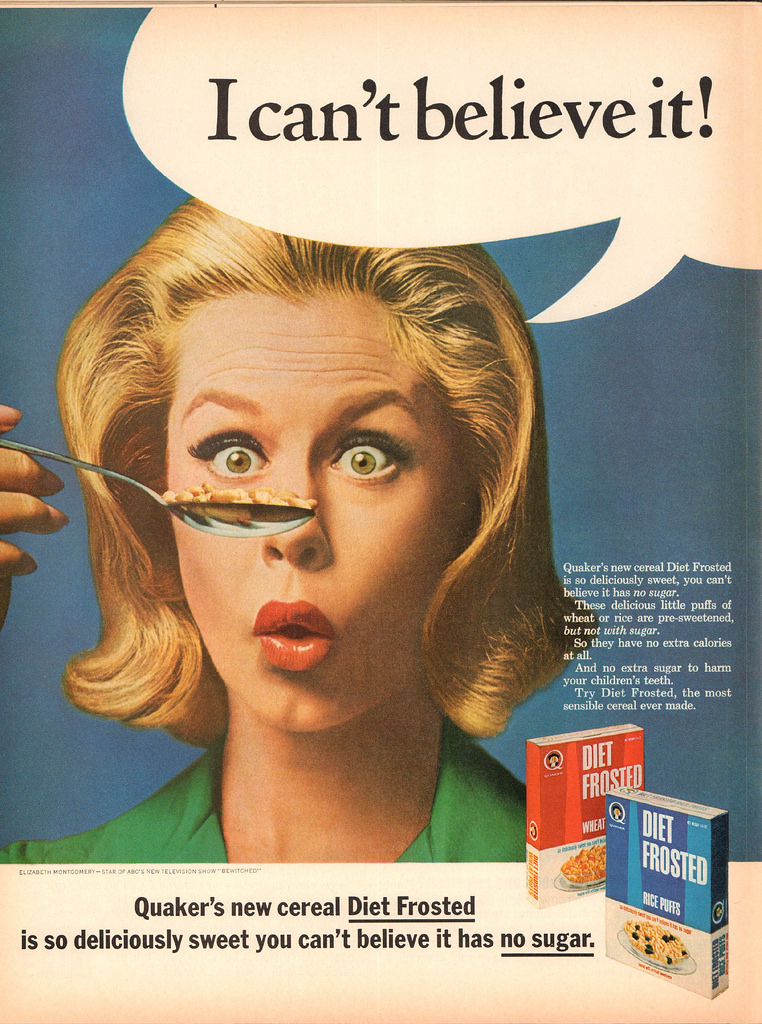 I can't believe it!
Quaker's new cereal Diet Frosted
is so deliciously sweet, you can't
believe it has no sugar.
These delicious little puffs of
wheat or rice are pre-sweetened,
but not with sugar.
So they have no extra calories
at all.
And no extra sugar to harm
your children's teeth.
Try Diet Frosted, the most
sensible cereal ever made.
DIET
FROSTED
WHEAT
QUAKER
DIET
FROSTED
RICE PUFFS
ELIZABETH MONTGOMERY—STAR OF ABC'S NEW TELEVISION SHOW "BEWITCHED"
Quaker's new cereal Diet Frosted
is so deliciously sweet you can't believe it has no sugar.